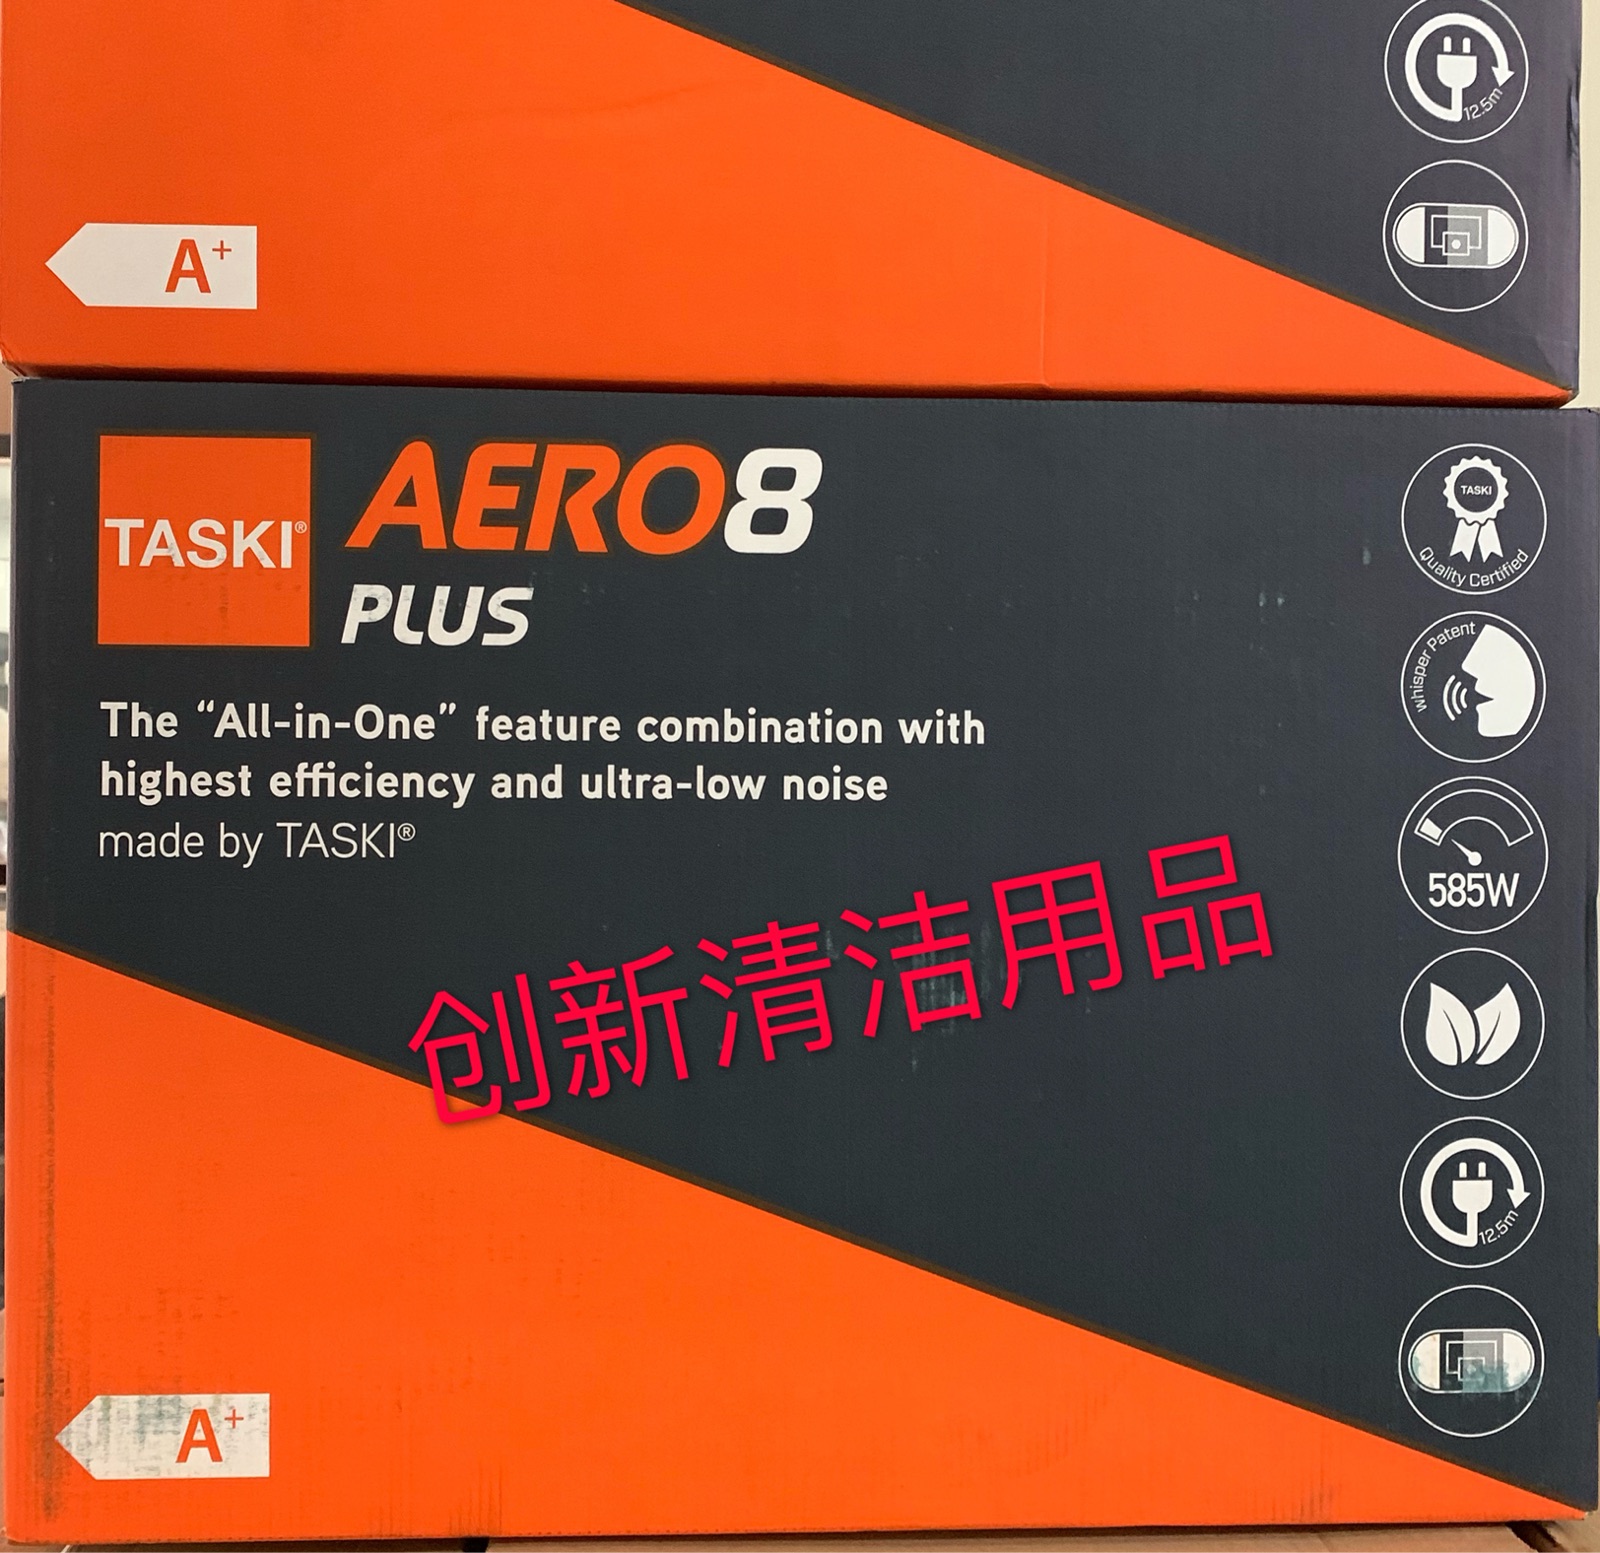 12.5m
A+
TASKI®
AERO8
PLUS
The “All-in-One” feature combination with
highest efficiency and ultra-low noise
made by TASKI®
创新清洁用品
TASKI
Quality Certified
Whisper Patent
585W
12.5m
A+